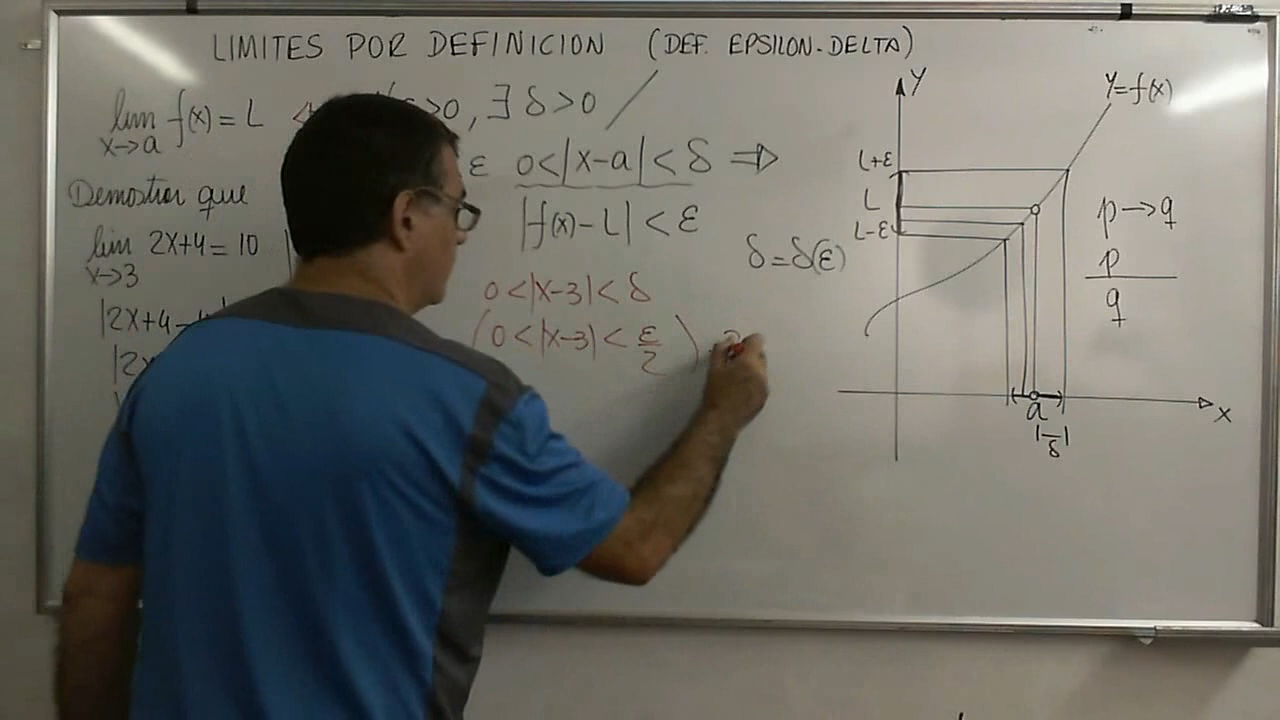 LIMITES POR DEFINICION (DEF. EPSILON-DELTA)
lim f(x) = L
x→a
>0, ∃ δ>0 /
ε 0<|x-a|<δ ⇒
|f(x)-L|<ε
Demostrar que
lim 2x+4=10
x→3
|2x+4-
|2x
δ=δ(ε)
0<|x-3|<δ
(0<|x-3|<ε/2)
Y
Y=f(x)
L+ε
L
L-ε
a
δ
x
p→q
p
q